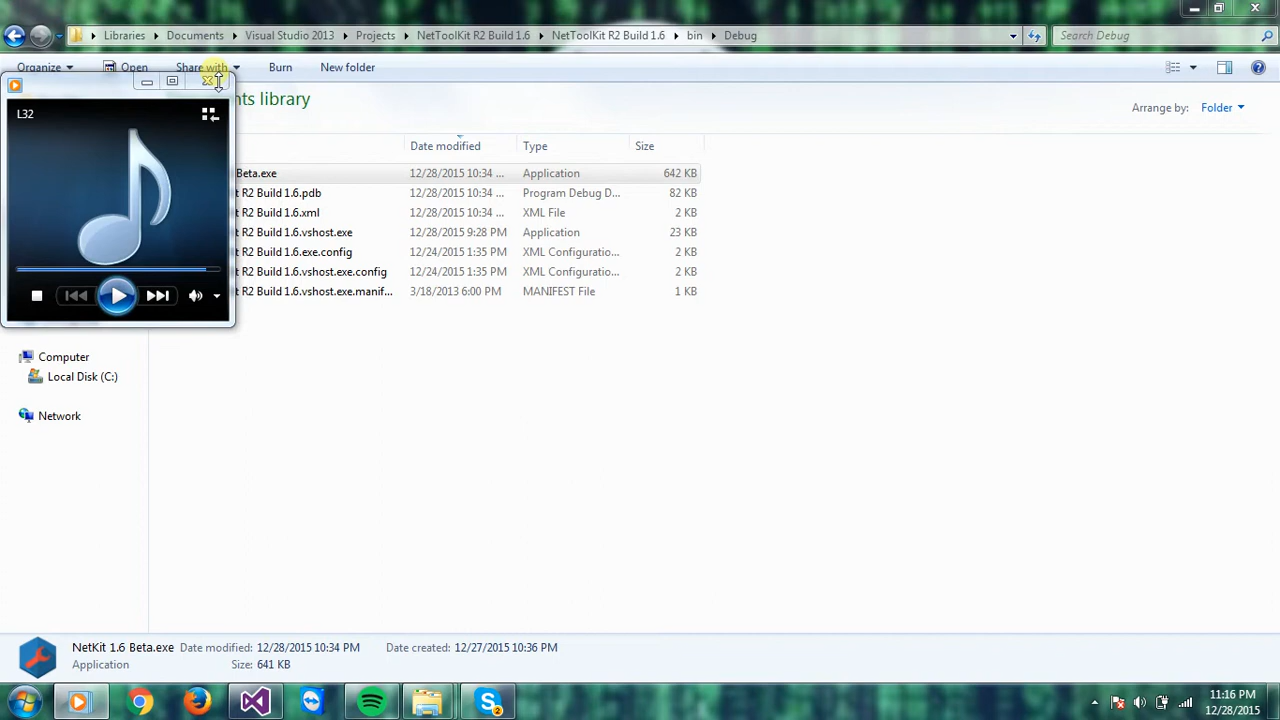 Libraries Documents Visual Studio 2013 Projects NetToolKit R2 Build 1.6 NetToolKit R2 Build 1.6 bin Debug Search Debug
Organize Open Share with Burn New folder
nts library
Arrange by: Folder
L32
Date modified Type Size
Beta.exe 12/28/2015 10:34 ... Application 642 KB
t R2 Build 1.6.pdb 12/28/2015 10:34 ... Program Debug D... 82 KB
t R2 Build 1.6.xml 12/28/2015 10:34 ... XML File 2 KB
t R2 Build 1.6.vshost.exe 12/28/2015 9:28 PM Application 23 KB
t R2 Build 1.6.exe.config 12/24/2015 1:35 PM XML Configuratio... 2 KB
t R2 Build 1.6.vshost.exe.config 12/24/2015 1:35 PM XML Configuratio... 2 KB
t R2 Build 1.6.vshost.exe.manif... 3/18/2013 6:00 PM MANIFEST File 1 KB
Computer
Local Disk (C:)
Network
NetKit 1.6 Beta.exe Date modified: 12/28/2015 10:34 PM Date created: 12/27/2015 10:36 PM
Application Size: 641 KB
2
11:16 PM
12/28/2015